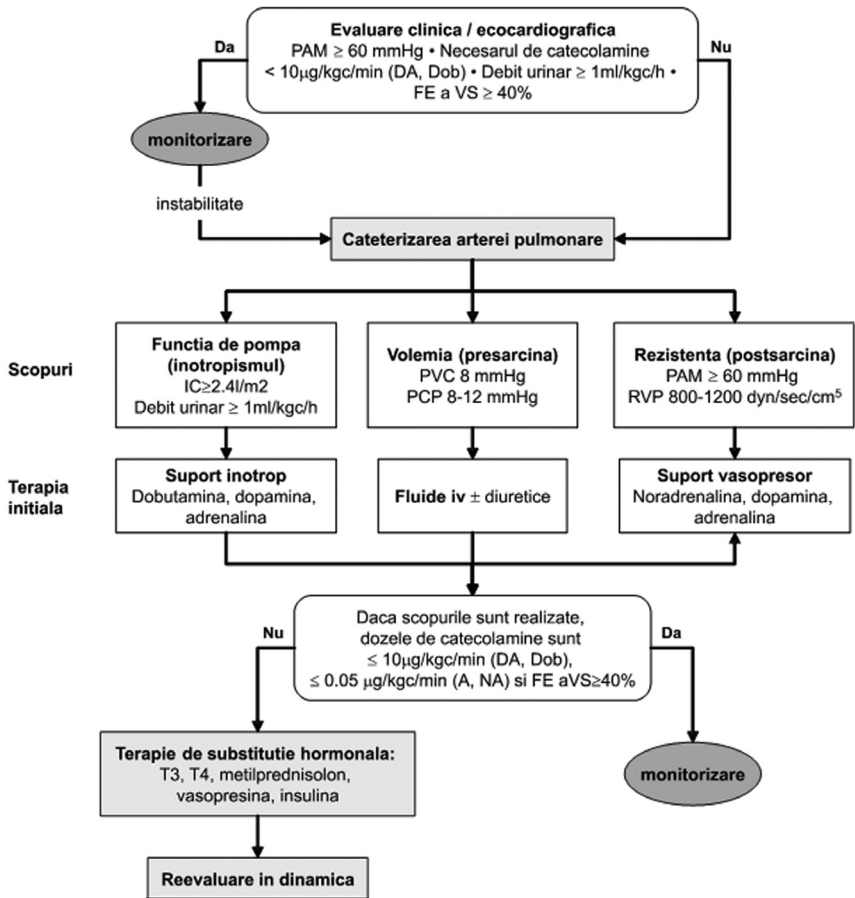 Evaluare clinica / ecocardiografica
Da
PAM ≥ 60 mmHg • Necesarul de catecolamine
Nu
< 10μg/kgc/min (DA, Dob) • Debit urinar ≥ 1ml/kgc/h •
FE a VS ≥ 40%
monitorizare
instabilitate
Cateterizarea arterei pulmonare
Scopuri
Functia de pompa
(inotropismul)
IC≥2.4l/m2
Debit urinar ≥ 1ml/kgc/h
Volemia (presarcina)
PVC 8 mmHg
PCP 8-12 mmHg
Rezistenta (postsarcina)
PAM ≥ 60 mmHg
RVP 800-1200 dyn/sec/cm⁵
Terapia
initiala
Suport inotrop
Dobutamina, dopamina,
adrenalina
Fluide iv ± diuretice
Suport vasopresor
Noradrenalina, dopamina,
adrenalina
Daca scopurile sunt realizate,
Nu
dozele de catecolamine sunt
Da
≤ 10μg/kgc/min (DA, Dob),
≤ 0.05 μg/kgc/min (A, NA) si FE aVS≥40%
Terapie de substitutie hormonala:
T3, T4, metilprednisolon,
vasopresina, insulina
monitorizare
Reevaluare in dinamica